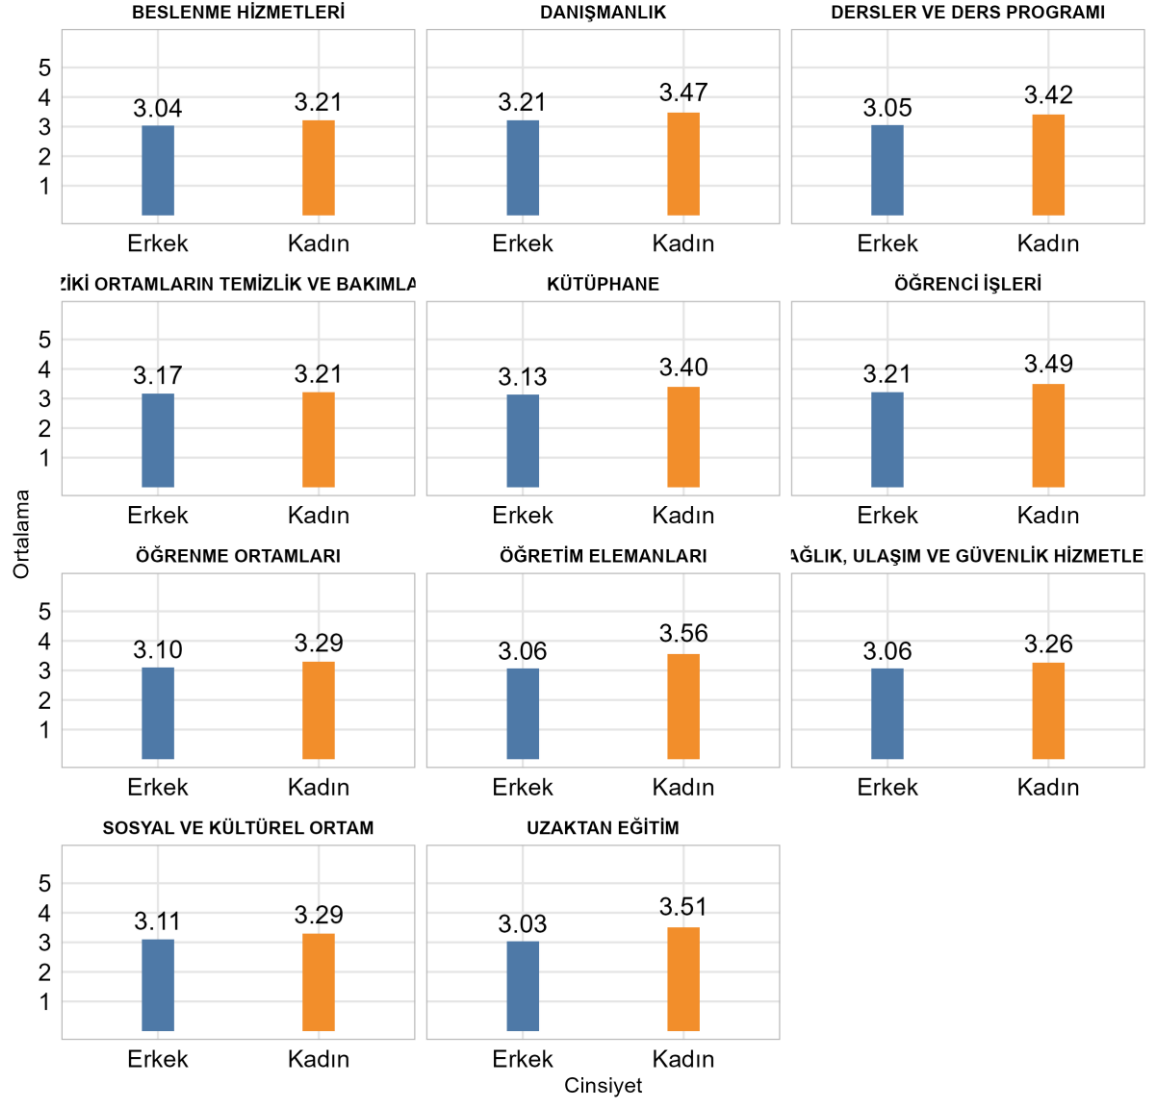 BESLENME HİZMETLERİ
DANIŞMANLIK
DERSLER VE DERS PROGRAMI
5
4
3
2
1
3.04
3.21
3.21
3.47
3.05
3.42
Erkek
Kadın
Erkek
Kadın
Erkek
Kadın
ZİKİ ORTAMLARIN TEMİZLİK VE BAKIMLA
KÜTÜPHANE
ÖĞRENCİ İŞLERİ
5
4
3
2
1
3.17
3.21
3.13
3.40
3.21
3.49
Erkek
Kadın
Erkek
Kadın
Erkek
Kadın
Ortalama
ÖĞRENME ORTAMLARI
ÖĞRETİM ELEMANLARI
AĞLIK, ULAŞIM VE GÜVENLİK HİZMETLE
5
4
3
2
1
3.10
3.29
3.06
3.56
3.06
3.26
Erkek
Kadın
Erkek
Kadın
Erkek
Kadın
SOSYAL VE KÜLTÜREL ORTAM
UZAKTAN EĞİTİM
5
4
3
2
1
3.11
3.29
3.03
3.51
Erkek
Kadın
Erkek
Kadın
Cinsiyet